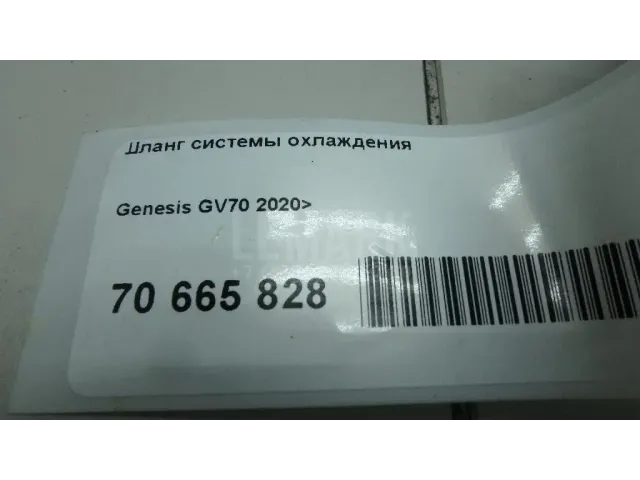 Шланг системы охлаждения
Genesis GV70 2020>
70 665 828